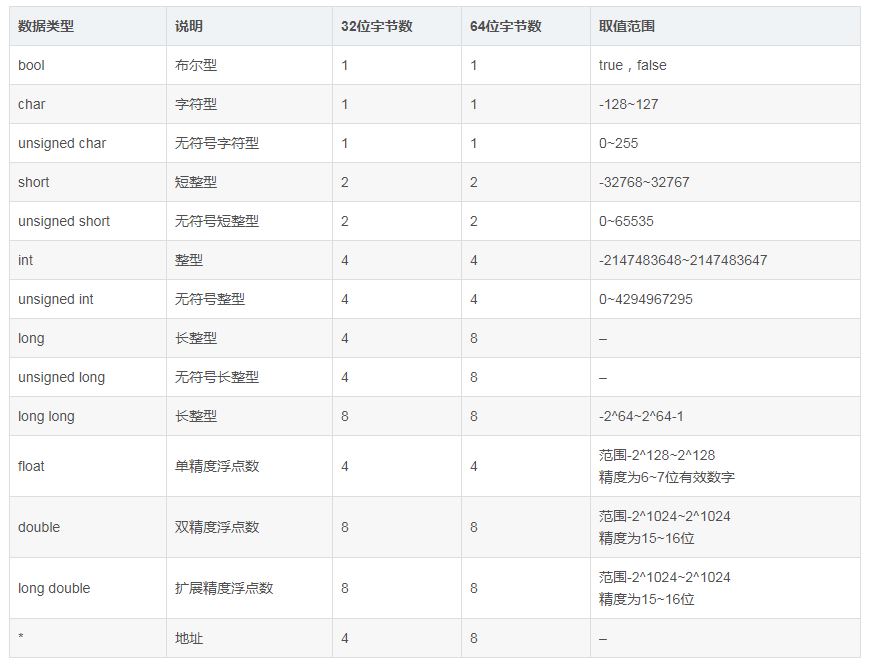 数据类型 说明 32位字节数 64位字节数 取值范围
bool 布尔型 1 1 true，false
char 字符型 1 1 -128~127
unsigned char 无符号字符型 1 1 0~255
short 短整型 2 2 -32768~32767
unsigned short 无符号短整型 2 2 0~65535
int 整型 4 4 -2147483648~2147483647
unsigned int 无符号整型 4 4 0~4294967295
long 长整型 4 8 –
unsigned long 无符号长整型 4 8 –
long long 长整型 8 8 -2^64~2^64-1
float 单精度浮点数 4 4 范围-2^128~2^128
精度为6~7位有效数字
double 双精度浮点数 8 8 范围-2^1024~2^1024
精度为15~16位
long double 扩展精度浮点数 8 8 范围-2^1024~2^1024
精度为15~16位
* 地址 4 8 –